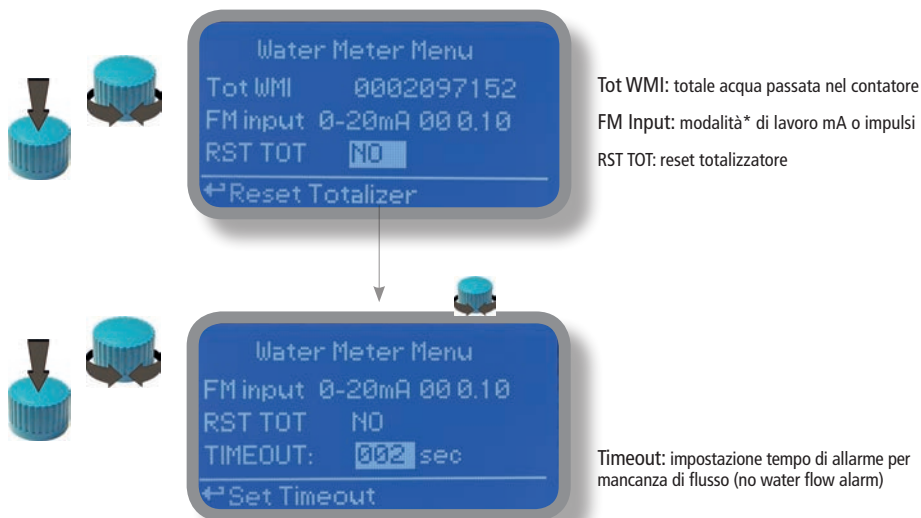 Water Meter Menu
Tot WMI 0002097152
FM input 0-20mA 00 0.10
RST TOT NO
↩Reset Totalizer
Tot WMI: totale acqua passata nel contatore
FM Input: modalità* di lavoro mA o impulsi
RST TOT: reset totalizzatore
Water Meter Menu
FM input 0-20mA 00 0.10
RST TOT NO
TIMEOUT: 002 sec
↩Set Timeout
Timeout: impostazione tempo di allarme per
mancanza di flusso (no water flow alarm)